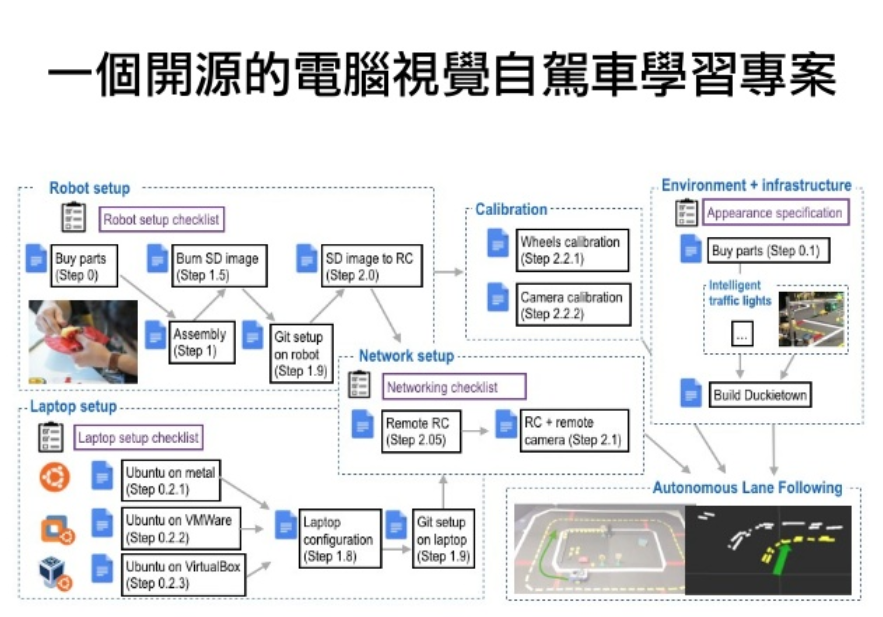 一個開源的電腦視覺自駕車學習專案
Robot setup
Robot setup checklist
Buy parts
(Step 0)
Burn SD image
(Step 1.5)
SD image to RC
(Step 2.0)
Assembly
(Step 1)
Git setup
on robot
(Step 1.9)
Calibration
Wheels calibration
(Step 2.2.1)
Camera calibration
(Step 2.2.2)
Environment + infrastructure
Appearance specification
Buy parts (Step 0.1)
Intelligent
traffic lights
...
Build Duckietown
Network setup
Networking checklist
Remote RC
(Step 2.05)
RC + remote
camera (Step 2.1)
Laptop setup
Laptop setup checklist
Ubuntu on metal
(Step 0.2.1)
Ubuntu on VMWare
(Step 0.2.2)
Ubuntu on VirtualBox
(Step 0.2.3)
Laptop
configuration
(Step 1.8)
Git setup
on laptop
(Step 1.9)
Autonomous Lane Following